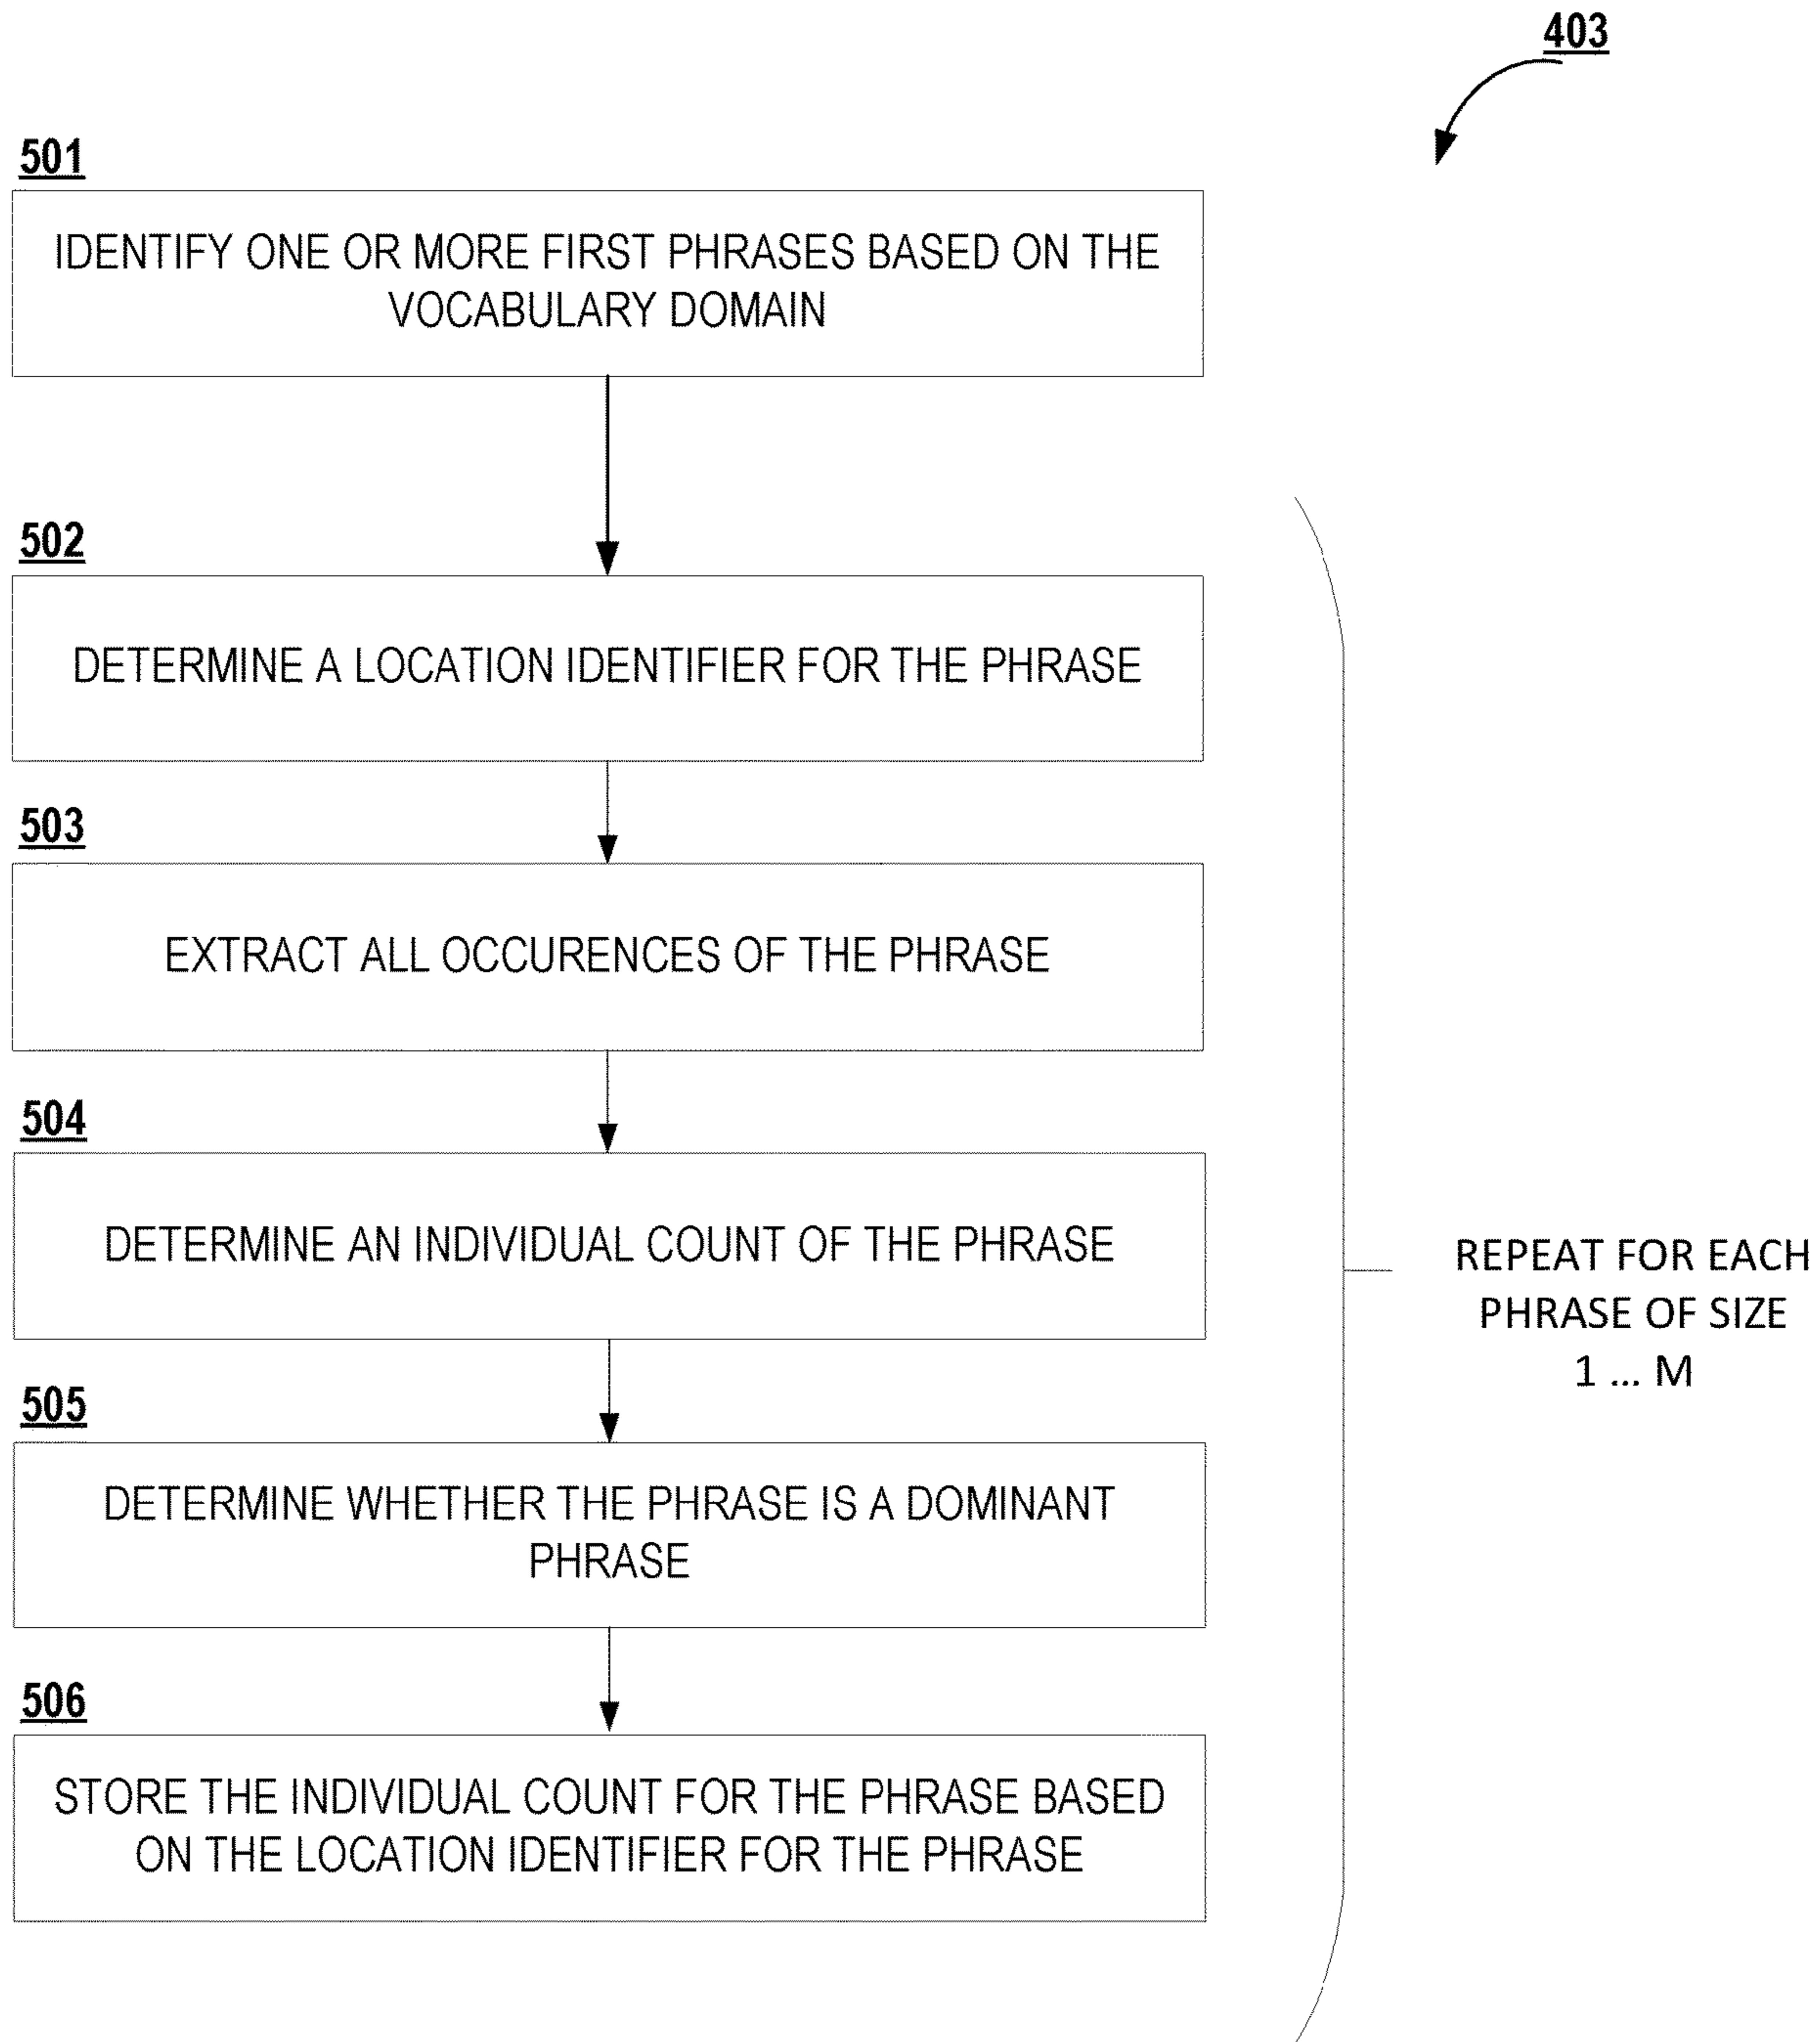 403
501
IDENTIFY ONE OR MORE FIRST PHRASES BASED ON THE
VOCABULARY DOMAIN
502
DETERMINE A LOCATION IDENTIFIER FOR THE PHRASE
503
EXTRACT ALL OCCURENCES OF THE PHRASE
504
DETERMINE AN INDIVIDUAL COUNT OF THE PHRASE
505
DETERMINE WHETHER THE PHRASE IS A DOMINANT
PHRASE
506
STORE THE INDIVIDUAL COUNT FOR THE PHRASE BASED
ON THE LOCATION IDENTIFIER FOR THE PHRASE
REPEAT FOR EACH
PHRASE OF SIZE
1 ... M